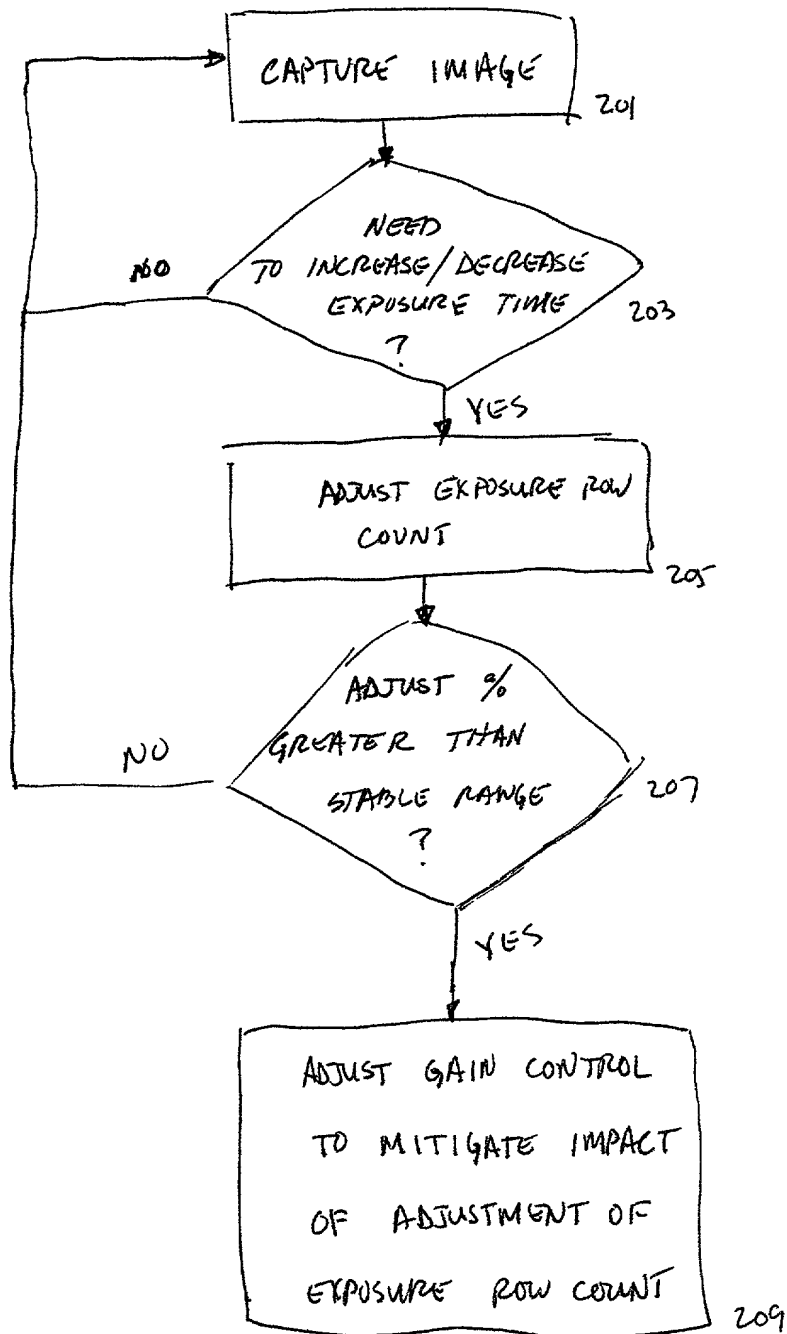 CAPTURE IMAGE
201
NEED
TO INCREASE/DECREASE
EXPOSURE TIME
?
203
NO
YES
ADJUST EXPOSURE ROW
COUNT
205
ADJUST %
GREATER THAN
STABLE RANGE
?
207
NO
YES
ADJUST GAIN CONTROL
TO MITIGATE IMPACT
OF ADJUSTMENT OF
EXPOSURE ROW COUNT
209